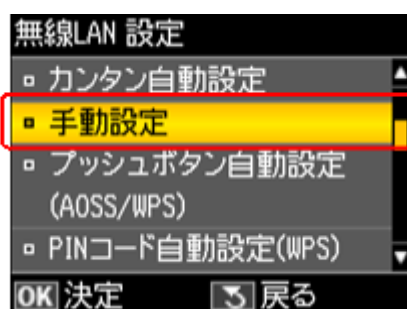 無線LAN 設定
カンタン自動設定
手動設定
プッシュボタン自動設定
(AOSS/WPS)
PINコード自動設定(WPS)
OK 決定 戻る